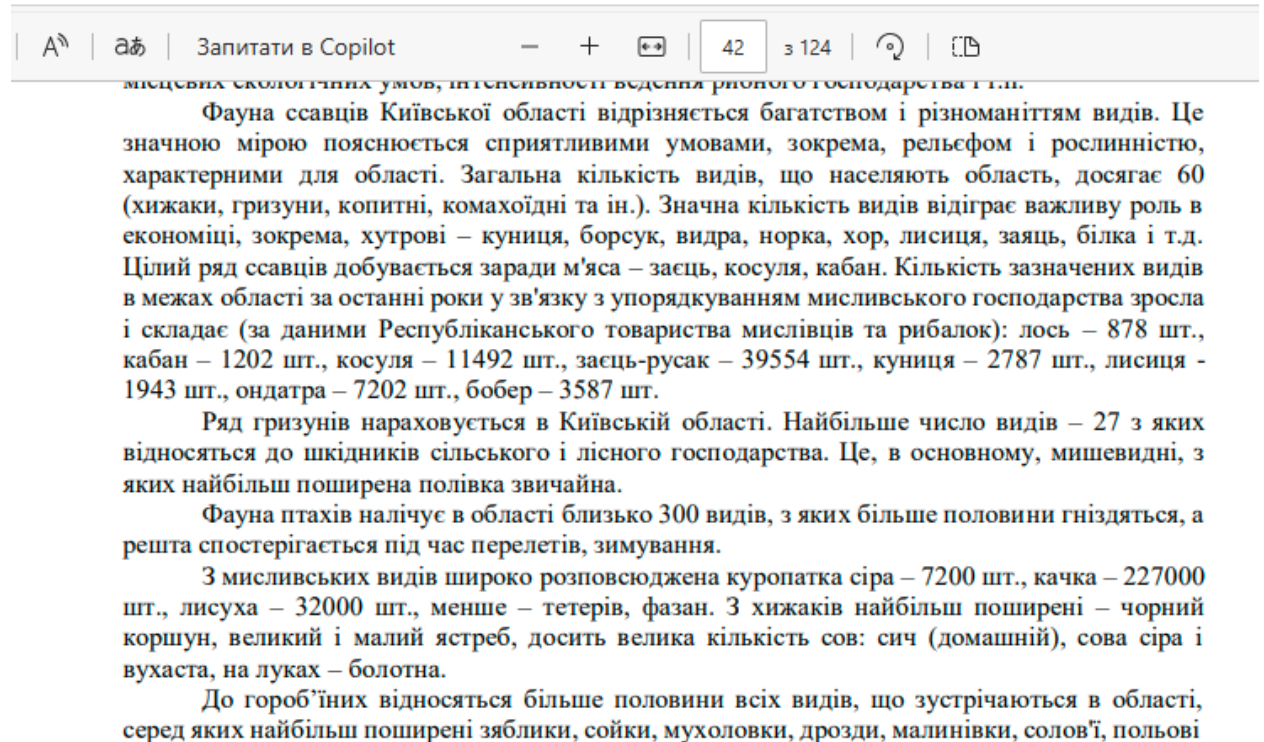 A aあ Запитати в Copilot − + 42 з 124
місцевих екологічних умов, інтенсивності ведення рибного господарства і т.п.
Фауна ссавців Київської області відрізняється багатством і різноманіттям видів. Це
значною мірою пояснюється сприятливими умовами, зокрема, рельєфом і рослинністю,
характерними для області. Загальна кількість видів, що населяють область, досягає 60
(хижаки, гризуни, копитні, комахоїдні та ін.). Значна кількість видів відіграє важливу роль в
економіці, зокрема, хутрові – куниця, борсук, видра, норка, хор, лисиця, заяць, білка і т.д.
Цілий ряд ссавців добувається заради м'яса – заєць, косуля, кабан. Кількість зазначених видів
в межах області за останні роки у зв'язку з упорядкуванням мисливського господарства зросла
і складає (за даними Республіканського товариства мислівців та рибалок): лось – 878 шт.,
кабан – 1202 шт., косуля – 11492 шт., заєць-русак – 39554 шт., куниця – 2787 шт., лисиця -
1943 шт., ондатра – 7202 шт., бобер – 3587 шт.
Ряд гризунів нараховується в Київській області. Найбільше число видів – 27 з яких
відносяться до шкідників сільського і лісного господарства. Це, в основному, мишевидні, з
яких найбільш поширена полівка звичайна.
Фауна птахів налічує в області близько 300 видів, з яких більше половини гніздяться, а
решта спостерігається під час перелетів, зимування.
З мисливських видів широко розповсюджена куропатка сіра – 7200 шт., качка – 227000
шт., лисуха – 32000 шт., менше – тетерів, фазан. З хижаків найбільш поширені – чорний
коршун, великий і малий ястреб, досить велика кількість сов: сич (домашній), сова сіра і
вухаста, на луках – болотна.
До гороб’їних відносяться більше половини всіх видів, що зустрічаються в області,
серед яких найбільш поширені зяблики, сойки, мухоловки, дрозди, малинівки, солов'ї, польові